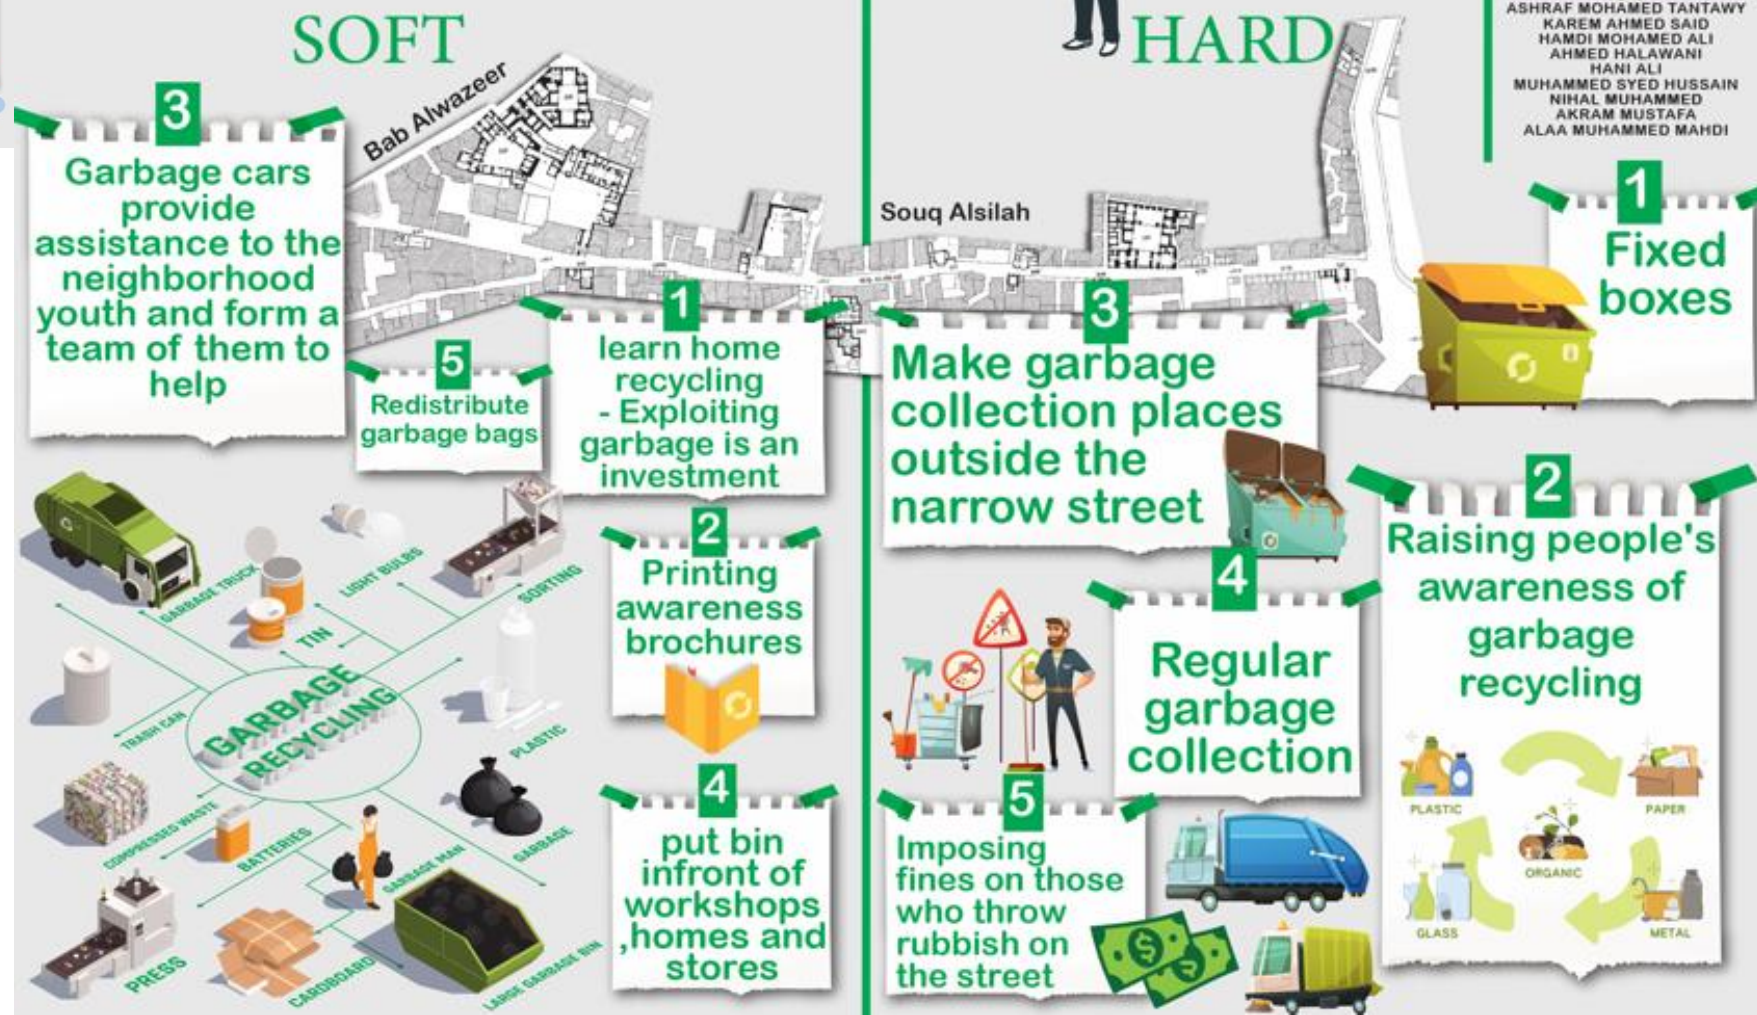 SOFT
Bab Alwazeer
3
Garbage cars
provide
assistance to the
neighborhood
youth and form a
team of them to
help
5
Redistribute
garbage bags
1
learn home
recycling
- Exploiting
garbage is an
investment
2
Printing
awareness
brochures
4
put bin
infront of
workshops
,homes and
stores
GARBAGE TRUCK
LIGHT BULBS
SORTING
TIN
TRASH CAN
GARBAGE
RECYCLING
PLASTIC
COMPRESSED WASTE
BATTERIES
GARBAGE MAN
GARBAGE
PRESS
CARDBOARD
LARGE GARBAGE BIN
HARD
Souq Alsilah
ASHRAF MOHAMED TANTAWY
KAREM AHMED SAID
HAMDI MOHAMED ALI
AHMED HALAWANI
HANI ALI
MUHAMMED SYED HUSSAIN
NIHAL MUHAMMED
AKRAM MUSTAFA
ALAA MUHAMMED MAHDI
1
Fixed
boxes
3
Make garbage
collection places
outside the
narrow street
2
Raising people's
awareness of
garbage
recycling
PLASTIC
PAPER
ORGANIC
GLASS
METAL
4
Regular
garbage
collection
5
Imposing
fines on those
who throw
rubbish on
the street